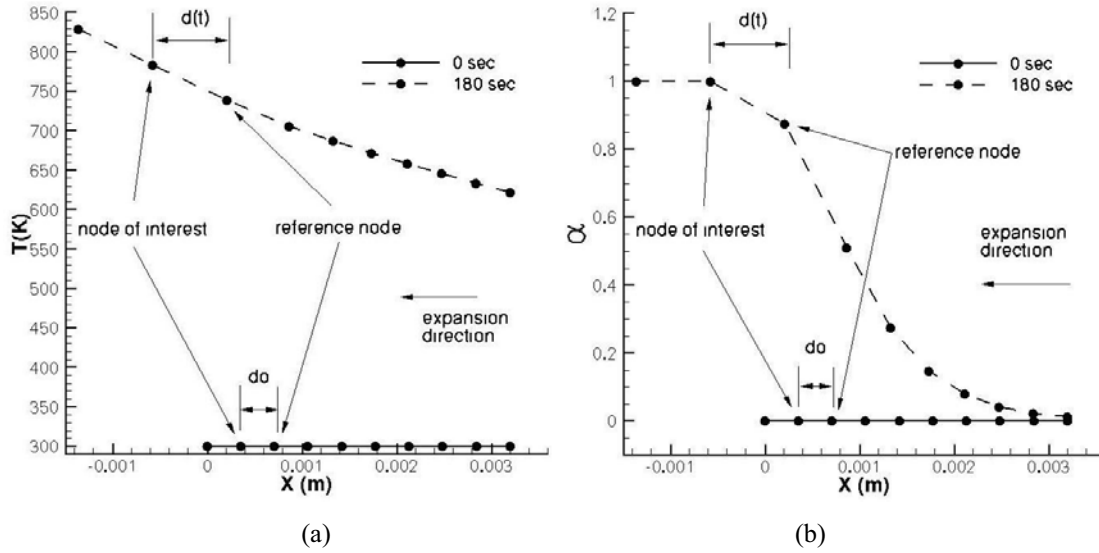 850
800
750
700
650
600
550
500
450
400
350
300
T(K)
d(t)
0 sec
180 sec
node of interest
reference node
expansion
direction
do
-0.001
0
0.001
0.002
0.003
X (m)
(a)
1.2
1
0.8
0.6
0.4
0.2
0
α
d(t)
0 sec
180 sec
reference node
node of interest
expansion
direction
do
-0.001
0
0.001
0.002
0.003
X (m)
(b)